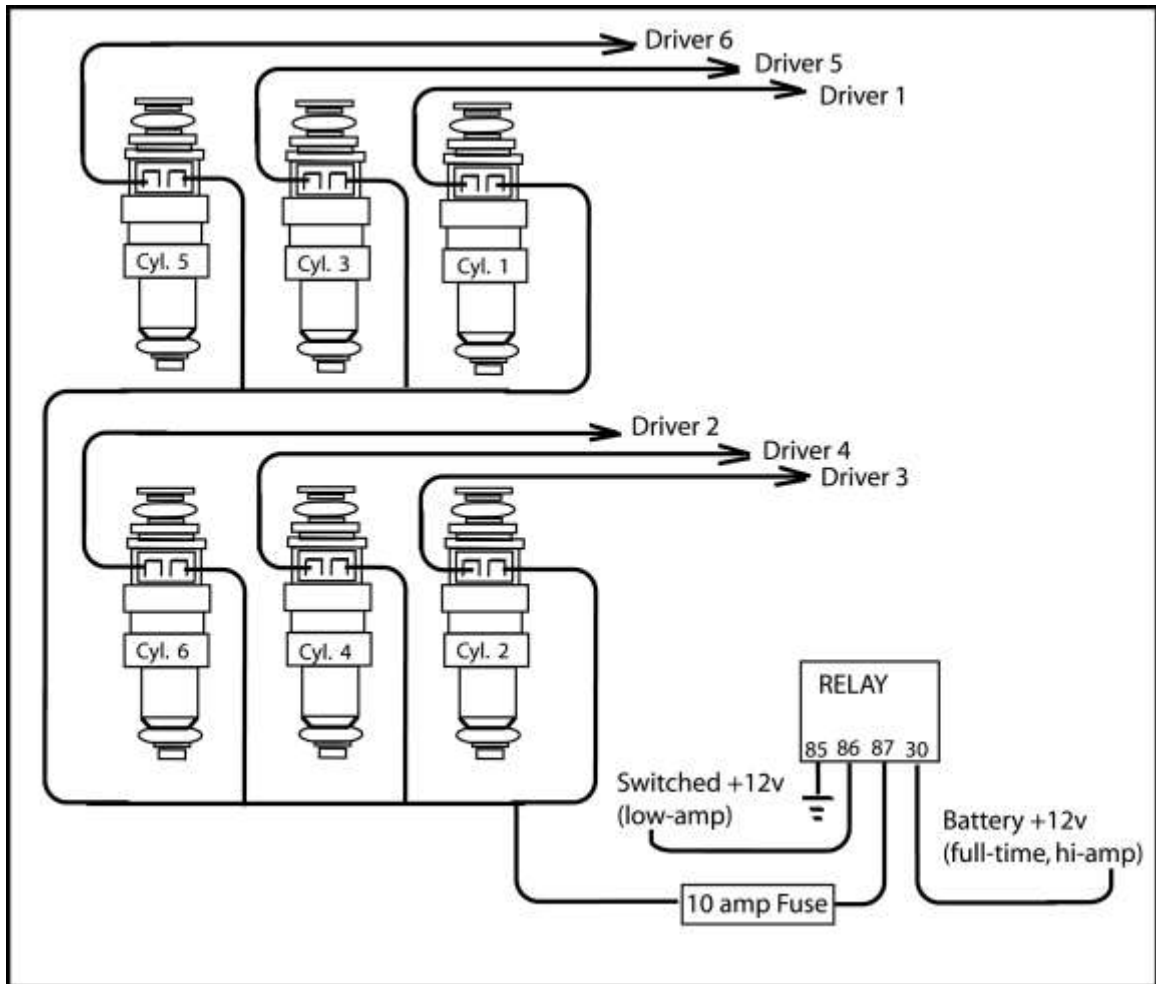 Driver 6
Driver 5
Driver 1
Cyl. 5
Cyl. 3
Cyl. 1
Driver 2
Driver 4
Driver 3
Cyl. 6
Cyl. 4
Cyl. 2
RELAY
85 86 87 30
Switched +12v
(low-amp)
Battery +12v
(full-time, hi-amp)
10 amp Fuse